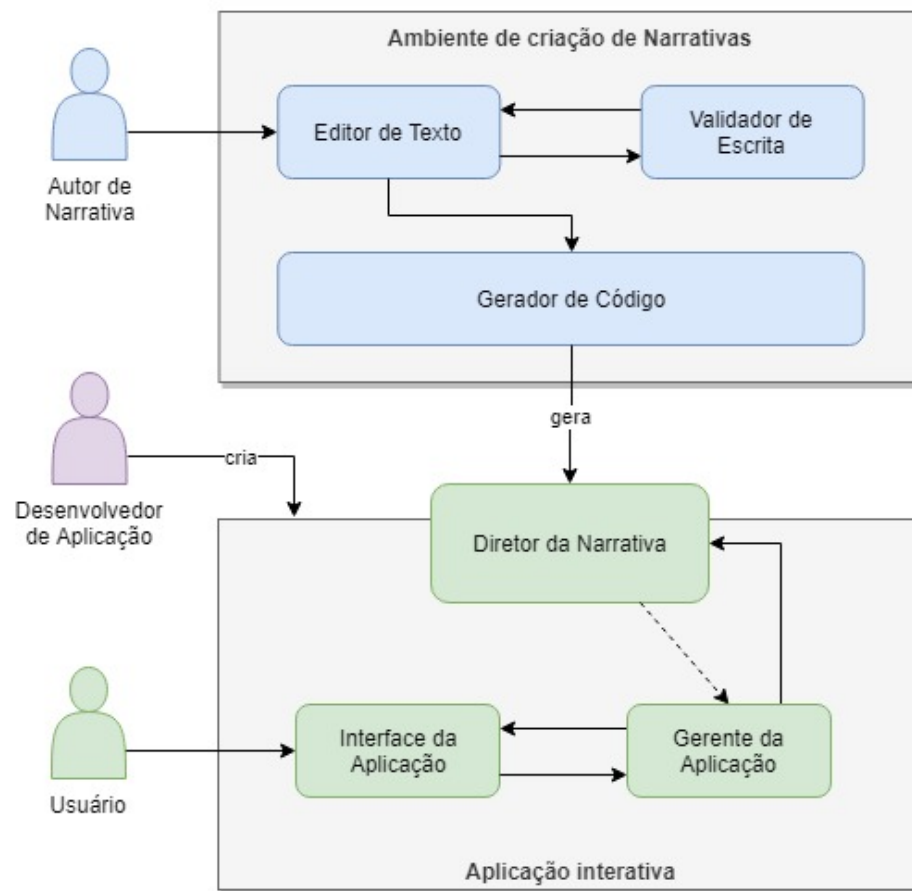 Ambiente de criação de Narrativas
Editor de Texto
Validador de
Escrita
Autor de
Narrativa
Gerador de Código
gera
cria
Desenvolvedor
de Aplicação
Diretor da Narrativa
Interface da
Aplicação
Gerente da
Aplicação
Usuário
Aplicação interativa